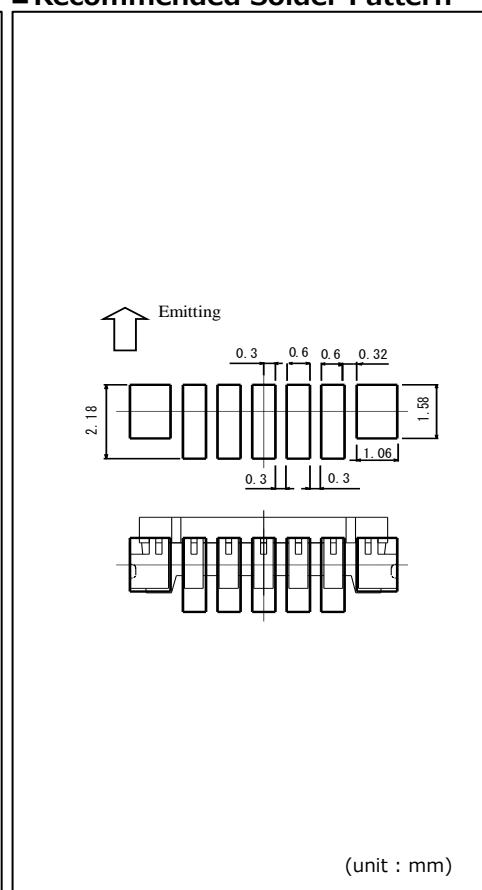 ■Recommended Solder Pattern
Emitting
0.3 0.6 0.6 0.32
2.18
1.58
1.06
0.3 0.3
(unit : mm)